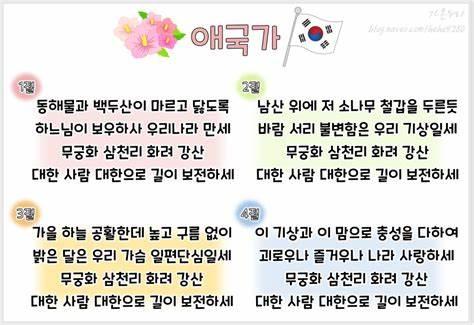 애국가
blog.naver.com/hehe8280
1절
동해물과 백두산이 마르고 닳도록
하느님이 보우하사 우리나라 만세
무궁화 삼천리 화려 강산
대한 사람 대한으로 길이 보전하세
2절
남산 위에 저 소나무 철갑을 두른듯
바람 서리 불변함은 우리 기상일세
무궁화 삼천리 화려 강산
대한 사람 대한으로 길이 보전하세
3절
가을 하늘 공활한데 높고 구름 없이
밝은 달은 우리 가슴 일편단심일세
무궁화 삼천리 화려 강산
대한 사람 대한으로 길이 보전하세
4절
이 기상과 이 맘으로 충성을 다하여
괴로우나 즐거우나 나라 사랑하세
무궁화 삼천리 화려 강산
대한 사람 대한으로 길이 보전하세